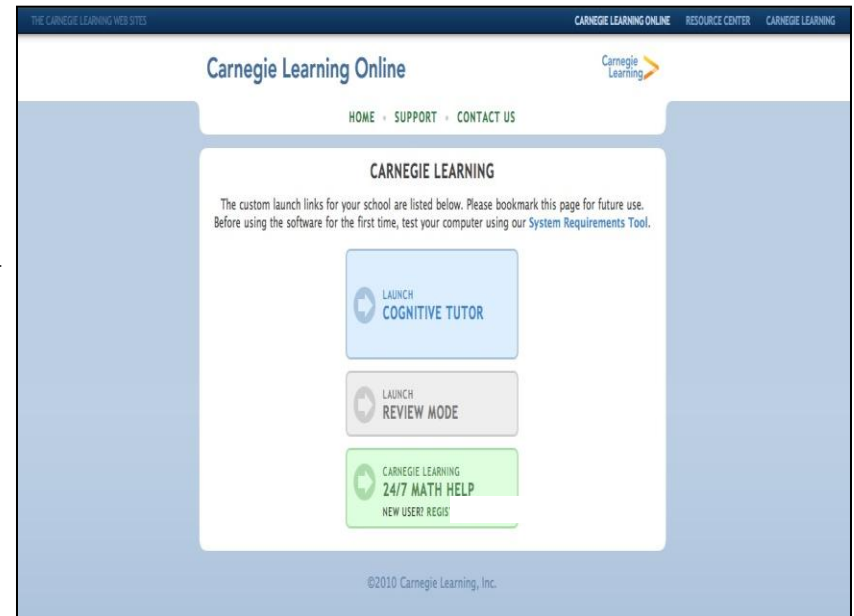 THE CARNEGIE LEARNING WEB SITES
CARNEGIE LEARNING ONLINE RESOURCE CENTER CARNEGIE LEARNING
Carnegie Learning Online
Carnegie
Learning
HOME • SUPPORT • CONTACT US
CARNEGIE LEARNING
The custom launch links for your school are listed below. Please bookmark this page for future use.
Before using the software for the first time, test your computer using our System Requirements Tool.
LAUNCH
COGNITIVE TUTOR
LAUNCH
REVIEW MODE
CARNEGIE LEARNING
24/7 MATH HELP
NEW USER?
©2010 Carnegie Learning, Inc.